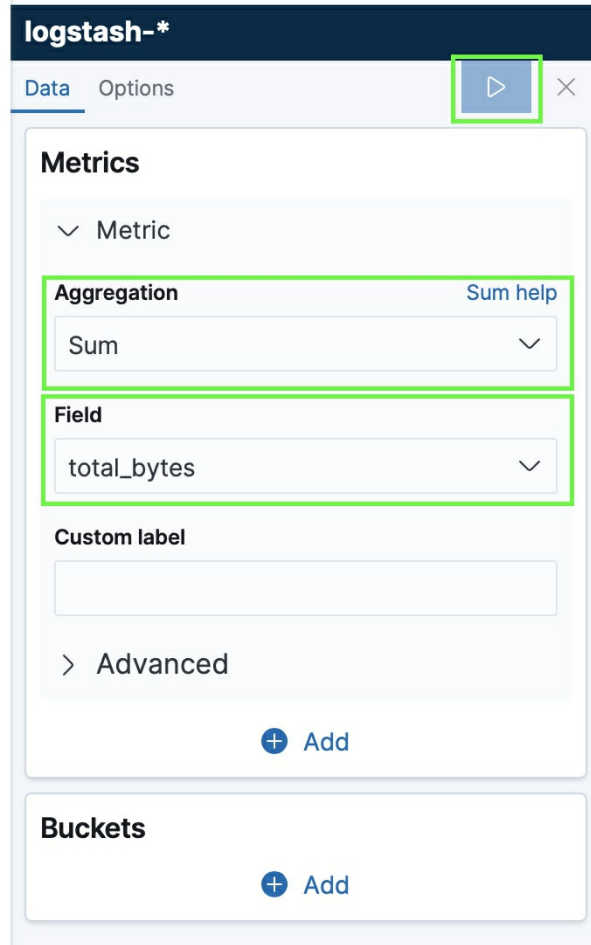 logstash-*
Data Options
Metrics
Metric
Aggregation Sum help
Sum
Field
total_bytes
Custom label
Advanced
Add
Buckets
Add